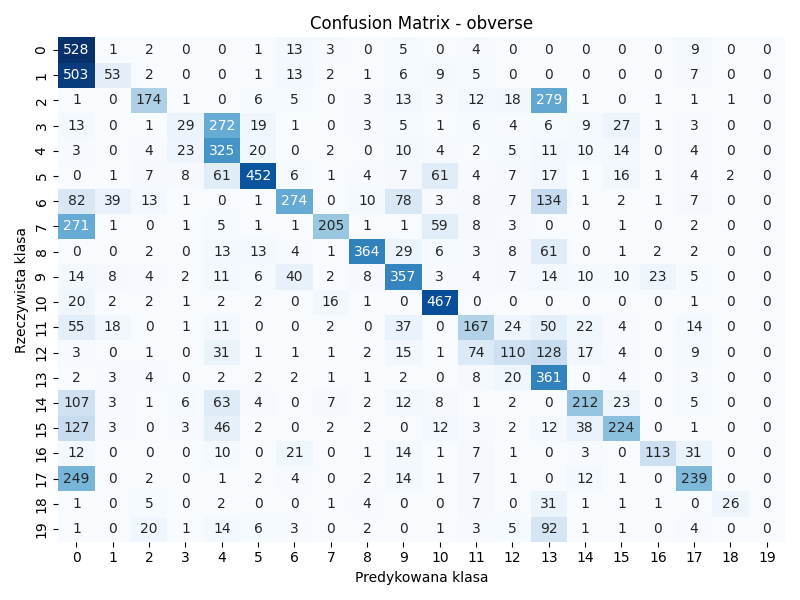 Confusion Matrix - obverse
Rzeczywista klasa
0 528 1 2 0 0 1 13 3 0 5 0 4 0 0 0 0 0 9 0 0
1 503 53 2 0 0 1 13 2 1 6 9 5 0 0 0 0 0 7 0 0
2 1 0 174 1 0 6 5 0 3 13 3 12 18 279 1 0 1 1 1 0
3 13 0 1 29 272 19 1 0 3 5 1 6 4 6 9 27 1 3 0 0
4 3 0 4 23 325 20 0 2 0 10 4 2 5 11 10 14 0 4 0 0
5 0 1 7 8 61 452 6 1 4 7 61 4 7 17 1 16 1 4 2 0
6 82 39 13 1 0 1 274 0 10 78 3 8 7 134 1 2 1 7 0 0
7 271 1 0 1 5 1 1 205 1 1 59 8 3 0 0 1 0 2 0 0
8 0 0 2 0 13 13 4 1 364 29 6 3 8 61 0 1 2 2 0 0
9 14 8 4 2 11 6 40 2 8 357 3 4 7 14 10 10 23 5 0 0
10 20 2 2 1 2 2 0 16 1 0 467 0 0 0 0 0 0 1 0 0
11 55 18 0 1 11 0 0 2 0 37 0 167 24 50 22 4 0 14 0 0
12 3 0 1 0 31 1 1 1 2 15 1 74 110 128 17 4 0 9 0 0
13 2 3 4 0 2 2 2 1 1 2 0 8 20 361 0 4 0 3 0 0
14 107 3 1 6 63 4 0 7 2 12 8 1 2 0 212 23 0 5 0 0
15 127 3 0 3 46 2 0 2 2 0 12 3 2 12 38 224 0 0 0 0
16 12 0 0 0 10 0 21 0 1 14 1 7 1 0 3 0 113 31 0 0
17 249 0 2 0 1 2 4 0 2 14 1 7 1 0 12 1 0 239 0 0
18 1 0 5 0 2 0 0 1 4 0 0 7 0 31 1 1 1 0 26 0
19 1 0 20 1 14 6 3 0 2 0 1 3 5 92 1 1 0 4 0 0
0 1 2 3 4 5 6 7 8 9 10 11 12 13 14 15 16 17 18 19
Predykowana klasa